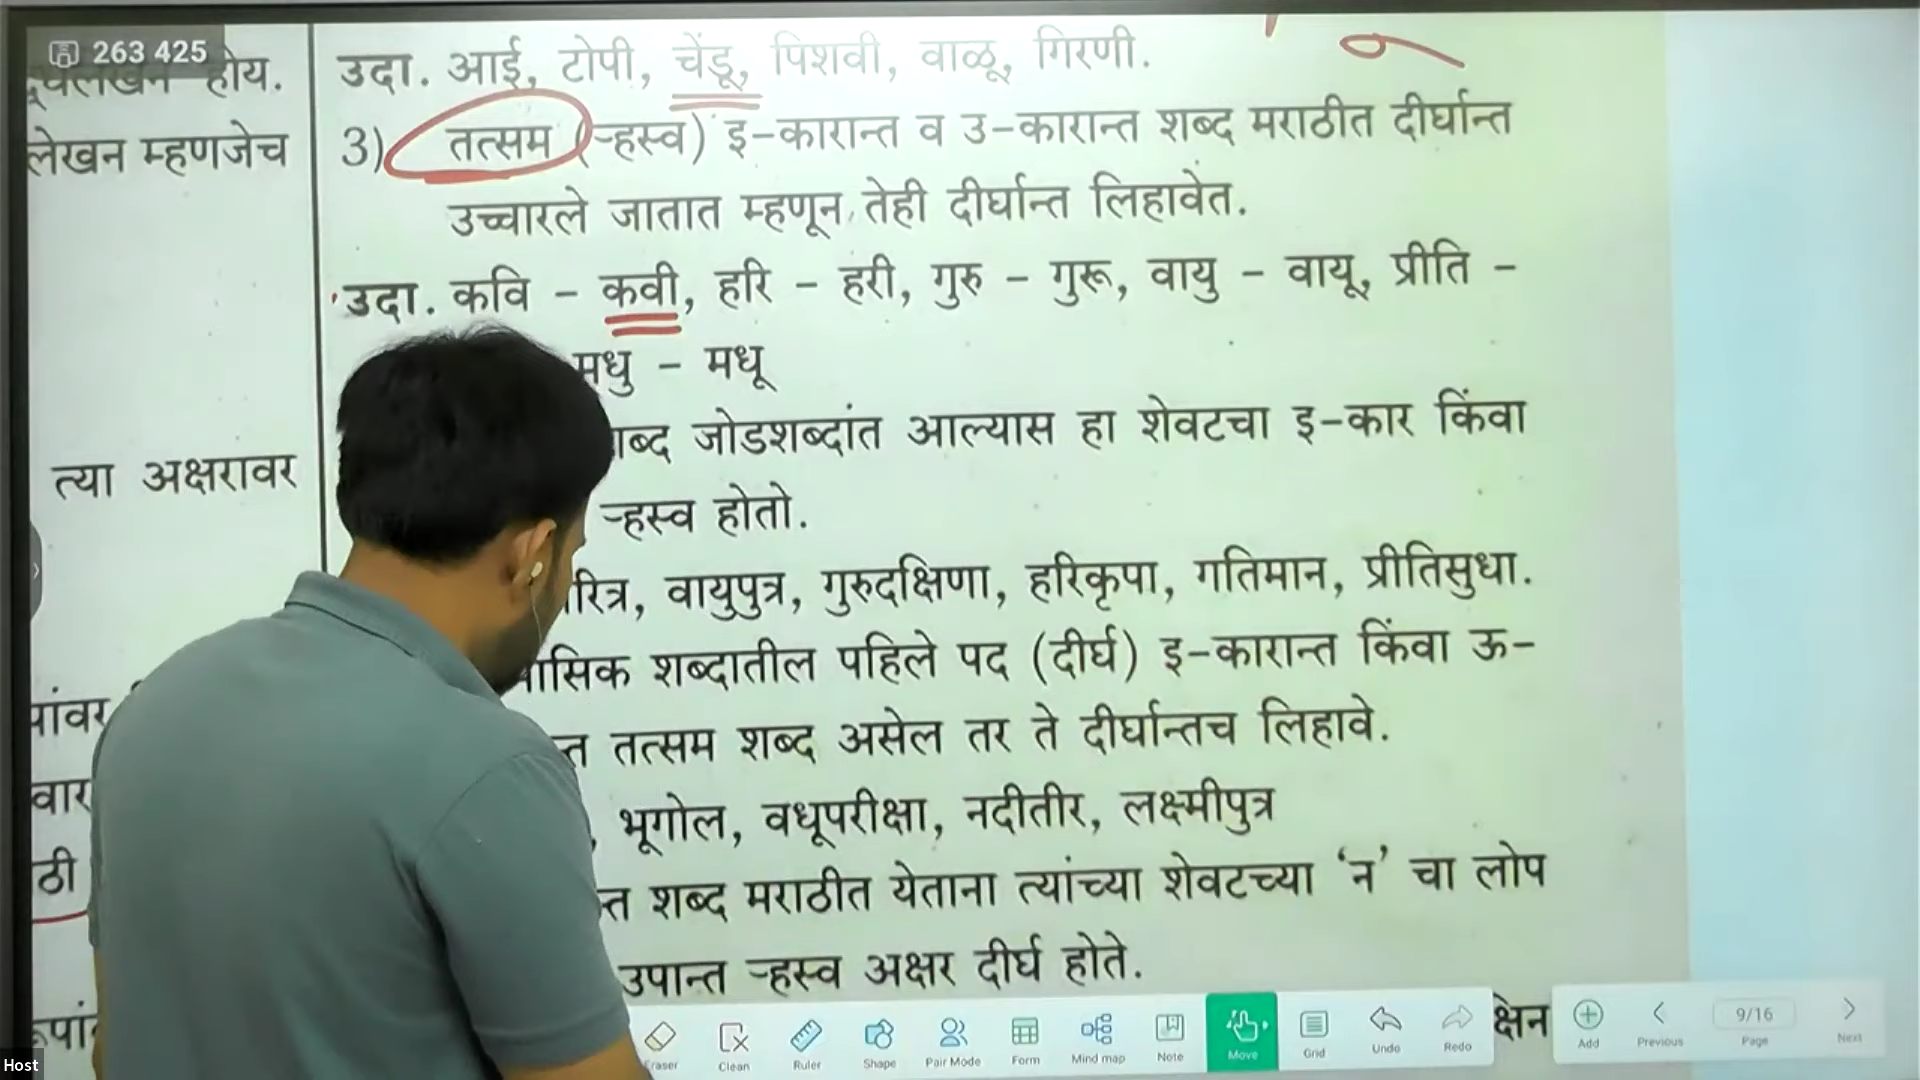 263 425
होय.
लेखन म्हणजेच
त्या अक्षरावर
वार
ठी
उदा. आई, टोपी, चेंडू, पिशवी, वाळू, गिरणी.
3) तत्सम (ऱ्हस्व) इ-कारान्त व उ-कारान्त शब्द मराठीत दीर्घान्त
उच्चारले जातात म्हणून तेही दीर्घान्त लिहावेत.
उदा. कवि - कवी, हरि - हरी, गुरु - गुरू, वायु - वायू, प्रीति -
मधु - मधू
जोडशब्दांत आल्यास हा शेवटचा इ-कार किंवा
ऱ्हस्व होतो.
वायुपुत्र, गुरुदक्षिणा, हरिकृपा, गतिमान, प्रीतिसुधा.
शब्दातील पहिले पद (दीर्घ) इ-कारान्त किंवा ऊ-
तत्सम शब्द असेल तर ते दीर्घान्तच लिहावे.
भूगोल, वधूपरीक्षा, नदीतीर, लक्ष्मीपुत्र
शब्द मराठीत येताना त्यांच्या शेवटच्या 'न' चा लोप
उपान्त ऱ्हस्व अक्षर दीर्घ होते.
क्षिन
Eraser Clean Ruler Shape Pair Mode Form Mind map Note Move Grid Undo Redo Add Previous 9/16 Page Next
Host